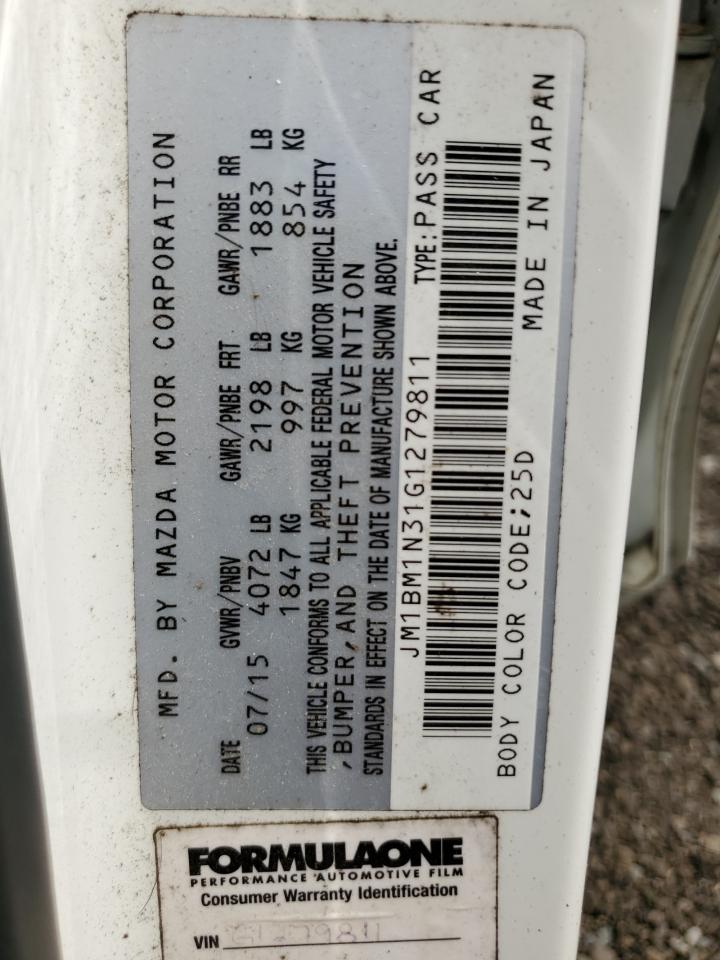 MFD. BY MAZDA MOTOR CORPORATION
DATE GVWR/PNBV GAWR/PNBE FRT GAWR/PNBE RR
07/15 4072 LB 2198 LB 1883 LB
1847 KG 997 KG 854 KG
THIS VEHICLE CONFORMS TO ALL APPLICABLE FEDERAL MOTOR VEHICLE SAFETY
,BUMPER,AND THEFT PREVENTION
STANDARDS IN EFFECT ON THE DATE OF MANUFACTURE SHOWN ABOVE.
JM1BM1N31G1279811 TYPE:PASS CAR
BODY COLOR CODE;25D MADE IN JAPAN
FORMULAONE
PERFORMANCE AUTOMOTIVE FILM
Consumer Warranty Identification
VIN G1279811